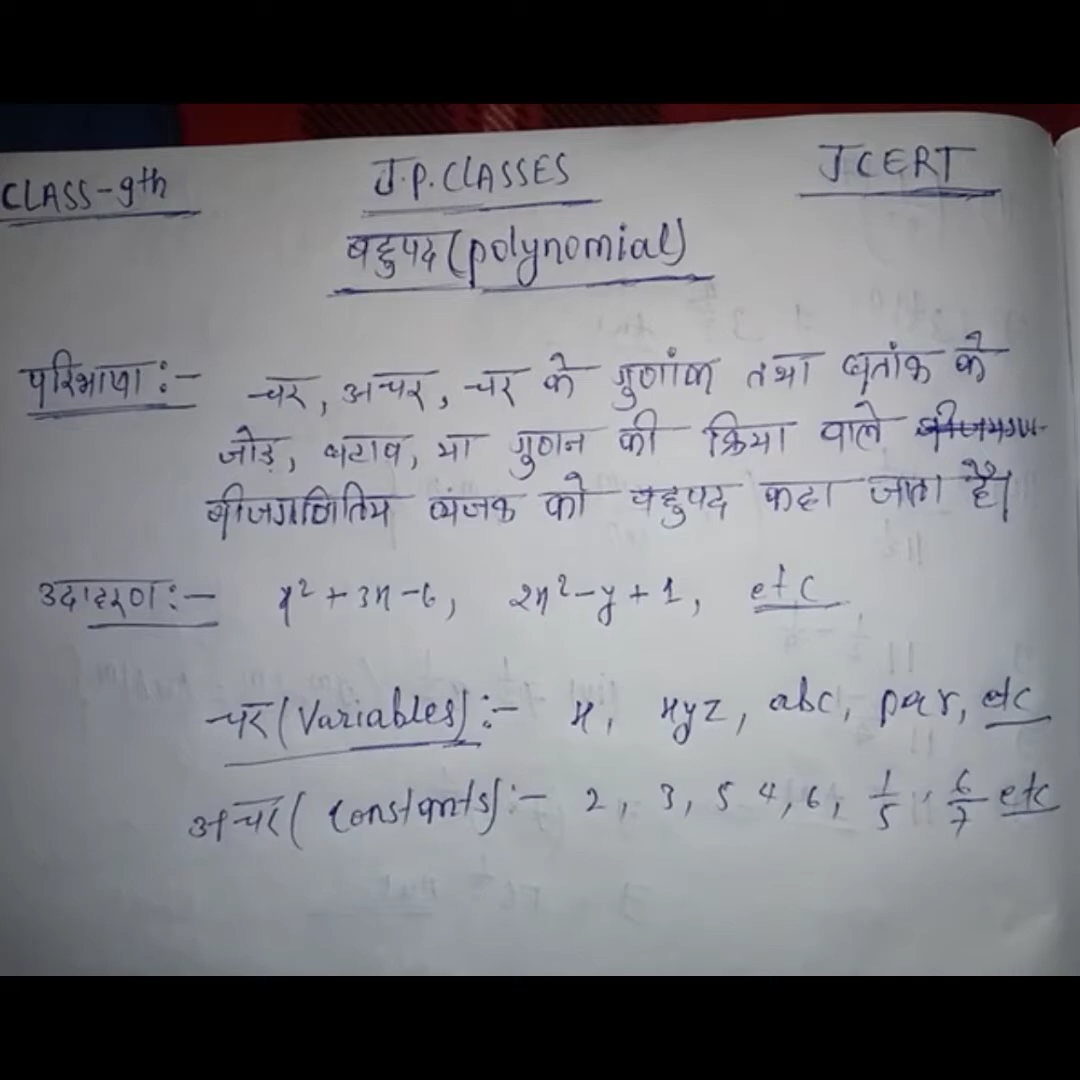 CLASS-9th J.P. CLASSES JCERT
बहुपद (polynomial)
परिभाषा :- चर, अचर, चर के गुणांक तथा घतांक के
जोड़, घटाव, या गुणन की क्रिया वाले
बीजगणितिय व्यंजक को बहुपद कहा जाता है।
उदाहरण :- x² + 3x - 6, 2x² - y + 1, etc
चर (Variables) :- x, xyz, abc, pqr, etc
अचर (Constants) :- 2, 3, 5 4, 6, 1/5, 6/7 etc